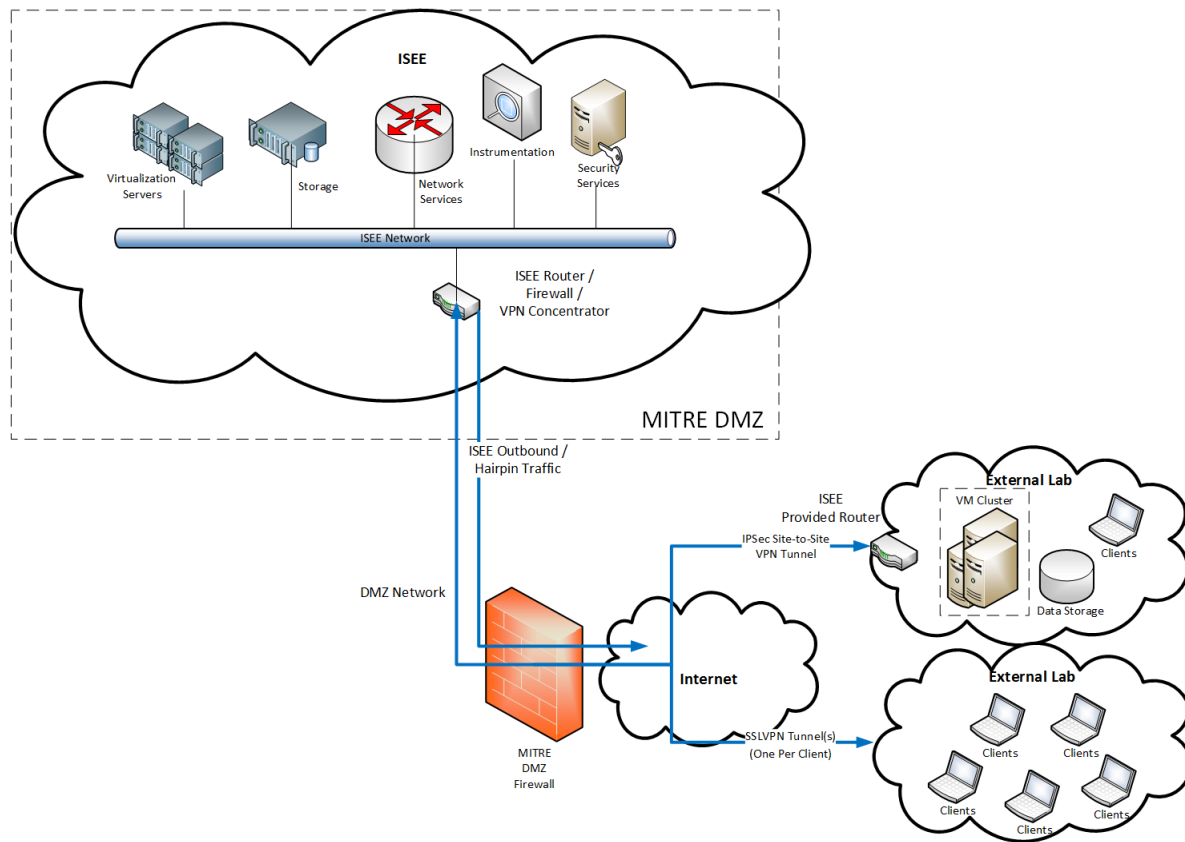 ISEE
Virtualization
Servers
Storage
Network
Services
Instrumentation
Security
Services
ISEE Network
ISEE Router /
Firewall /
VPN Concentrator
MITRE DMZ
ISEE Outbound /
Hairpin Traffic
DMZ Network
MITRE
DMZ
Firewall
Internet
ISEE
Provided Router
IPSec Site-to-Site
VPN Tunnel
External Lab
VM Cluster
Clients
Data Storage
SSLVPN Tunnel(s)
(One Per Client)
External Lab
Clients
Clients
Clients
Clients
Clients